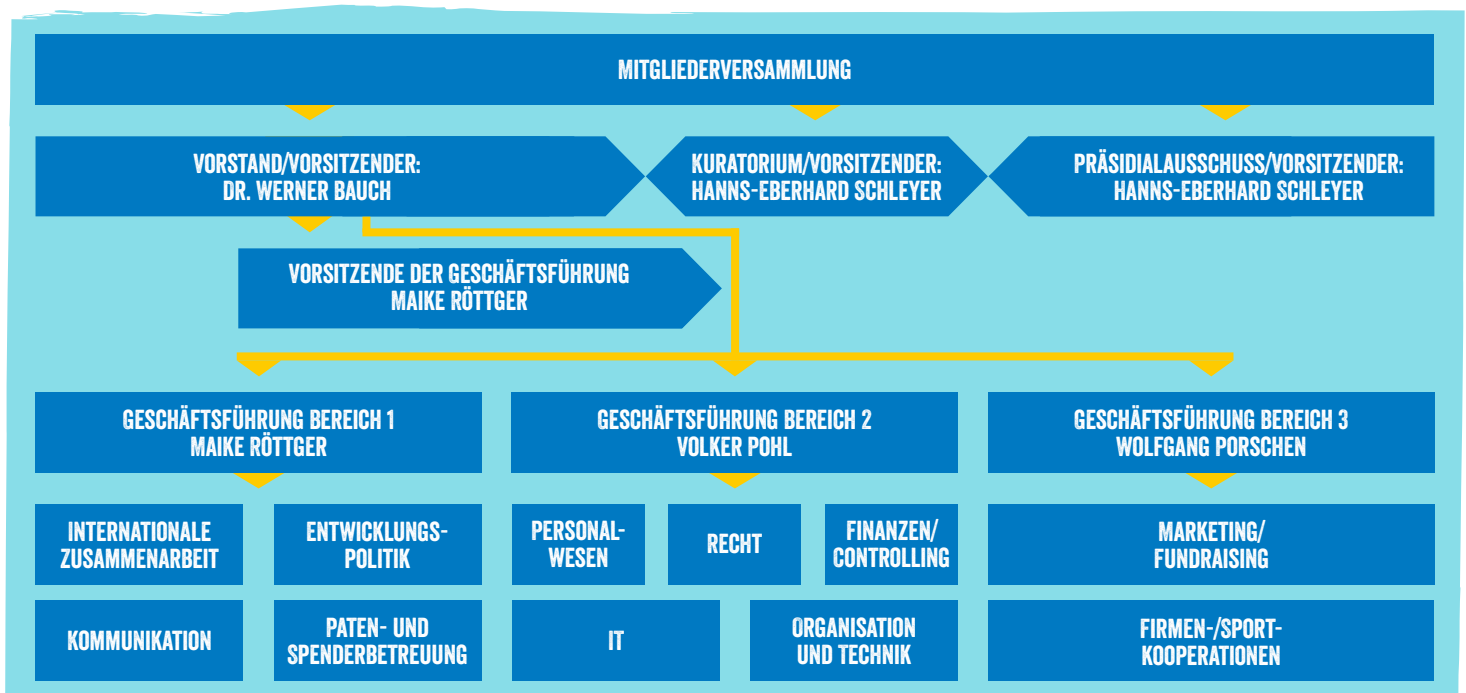 MITGLIEDERVERSAMMLUNG
VORSTAND/VORSITZENDER:
DR. WERNER BAUCH
KURATORIUM/VORSITZENDER:
HANNS-EBERHARD SCHLEYER
PRÄSIDIALAUSSCHUSS/VORSITZENDER:
HANNS-EBERHARD SCHLEYER
VORSITZENDE DER GESCHÄFTSFÜHRUNG
MAIKE RÖTTGER
GESCHÄFTSFÜHRUNG BEREICH 1
MAIKE RÖTTGER
GESCHÄFTSFÜHRUNG BEREICH 2
VOLKER POHL
GESCHÄFTSFÜHRUNG BEREICH 3
WOLFGANG PORSCHEN
INTERNATIONALE
ZUSAMMENARBEIT
ENTWICKLUNGS-
POLITIK
PERSONAL-
WESEN
RECHT
FINANZEN/
CONTROLLING
MARKETING/
FUNDRAISING
KOMMUNIKATION
PATEN- UND
SPENDERBETREUUNG
IT
ORGANISATION
UND TECHNIK
FIRMEN-/SPORT-
KOOPERATIONEN